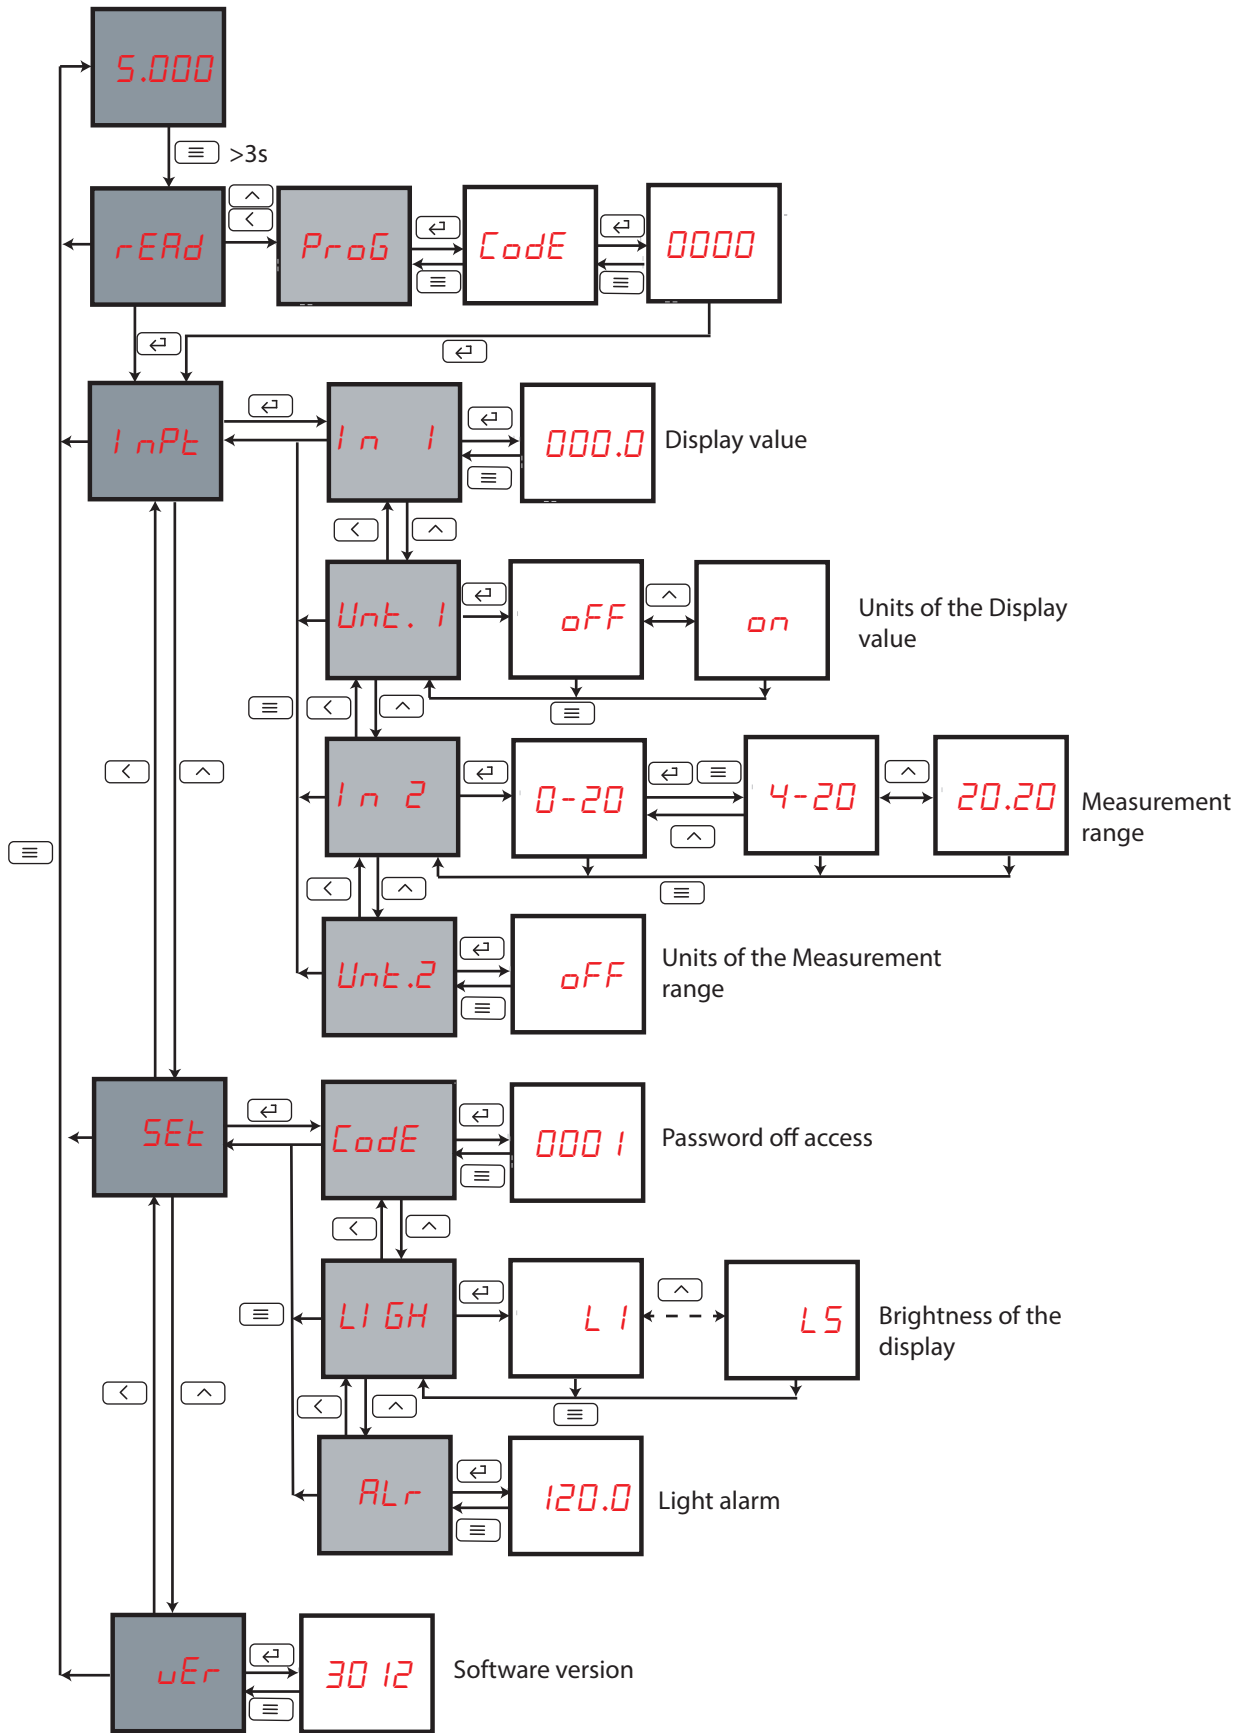 5.000
>3s
rEAd
ProG
CodE
0000
InPt
In 1
000.0
Display value
Unt.1
oFF
on
Units of the Display
value
In 2
0-20
4-20
20.20
Measurement
range
Unt.2
oFF
Units of the Measurement
range
SEt
CodE
0001
Password off access
LIGH
L1
L5
Brightness of the
display
ALr
120.0
Light alarm
uEr
3012
Software version